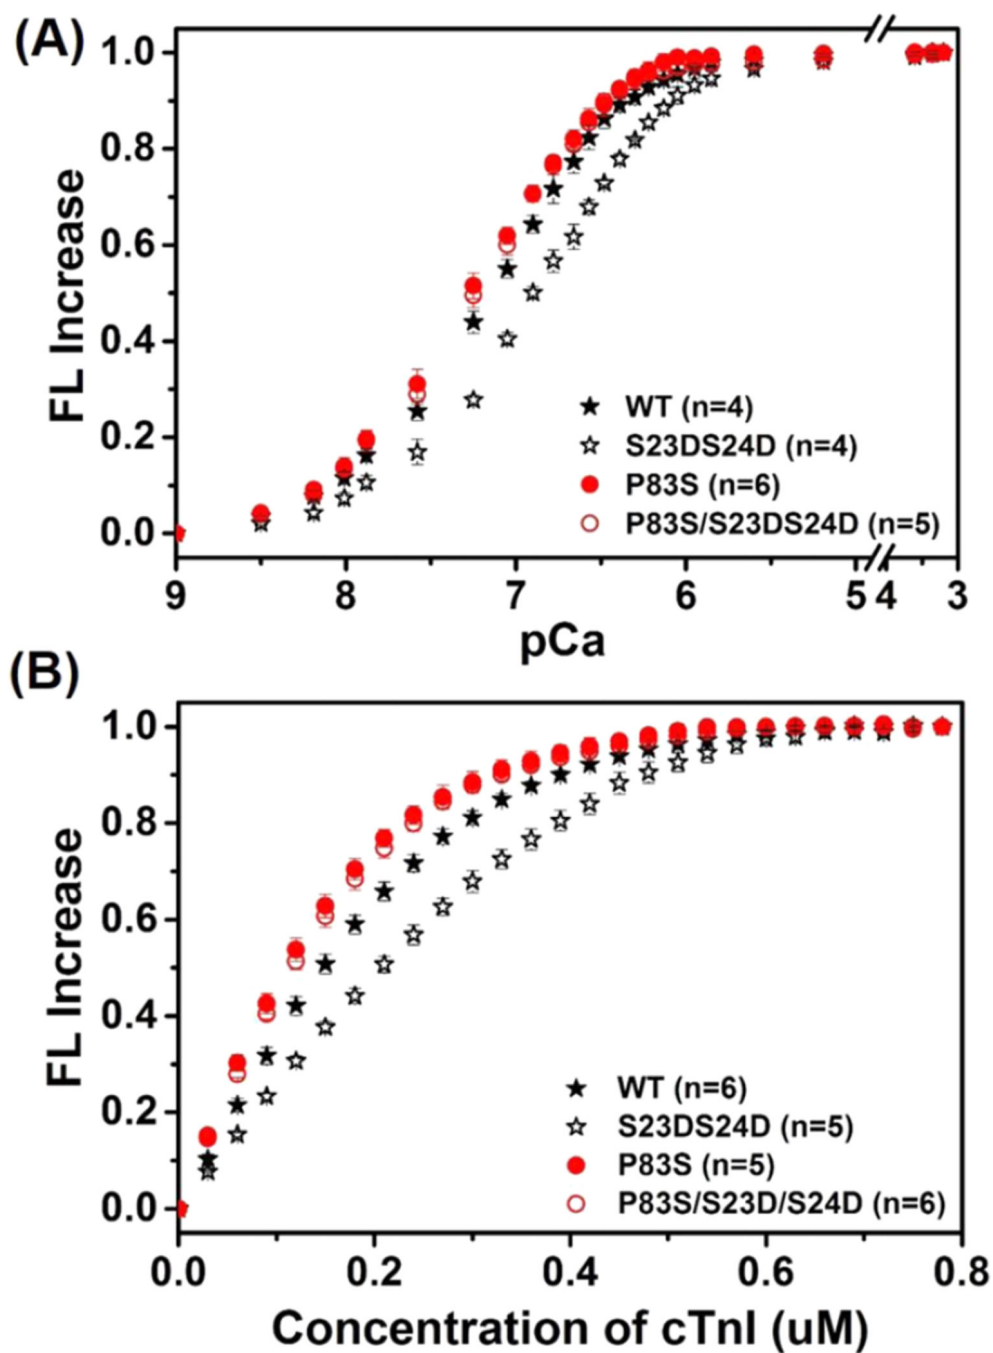 (A)
1.0
0.8
0.6
0.4
0.2
0.0
FL Increase
WT (n=4)
S23DS24D (n=4)
P83S (n=6)
P83S/S23DS24D (n=5)
9 8 7 6 5 4 3
pCa
(B)
1.0
0.8
0.6
0.4
0.2
0.0
FL Increase
WT (n=6)
S23DS24D (n=5)
P83S (n=5)
P83S/S23D/S24D (n=6)
0.0 0.2 0.4 0.6 0.8
Concentration of cTnI (uM)